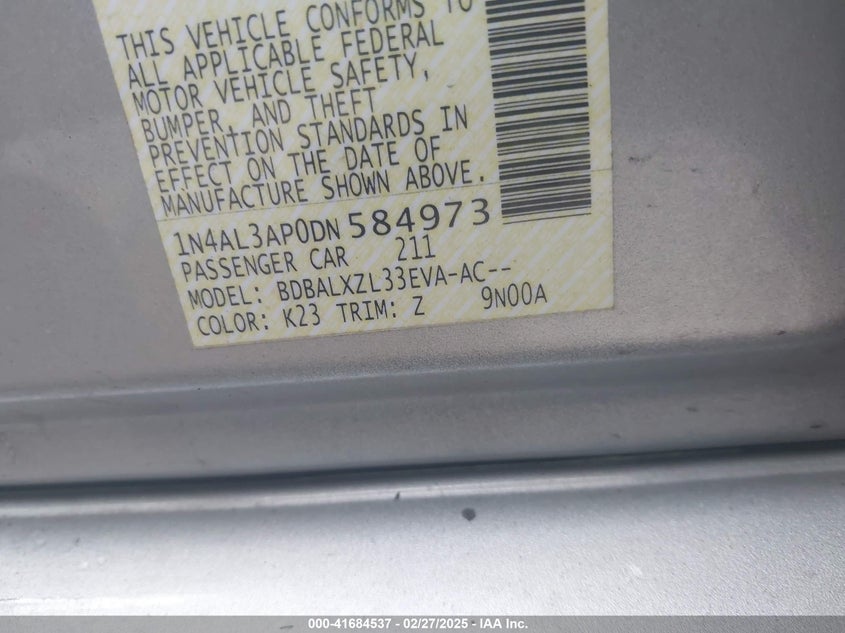 THIS VEHICLE CONFORMS TO
ALL APPLICABLE FEDERAL
MOTOR VEHICLE SAFETY,
BUMPER, AND THEFT
PREVENTION STANDARDS IN
EFFECT ON THE DATE OF
MANUFACTURE SHOWN ABOVE.
1N4AL3AP0DN584973
PASSENGER CAR 211
MODEL: BDBALXZL33EVA-AC--
COLOR: K23 TRIM: Z 9N00A
000-41684537 - 02/27/2025 - IAA Inc.